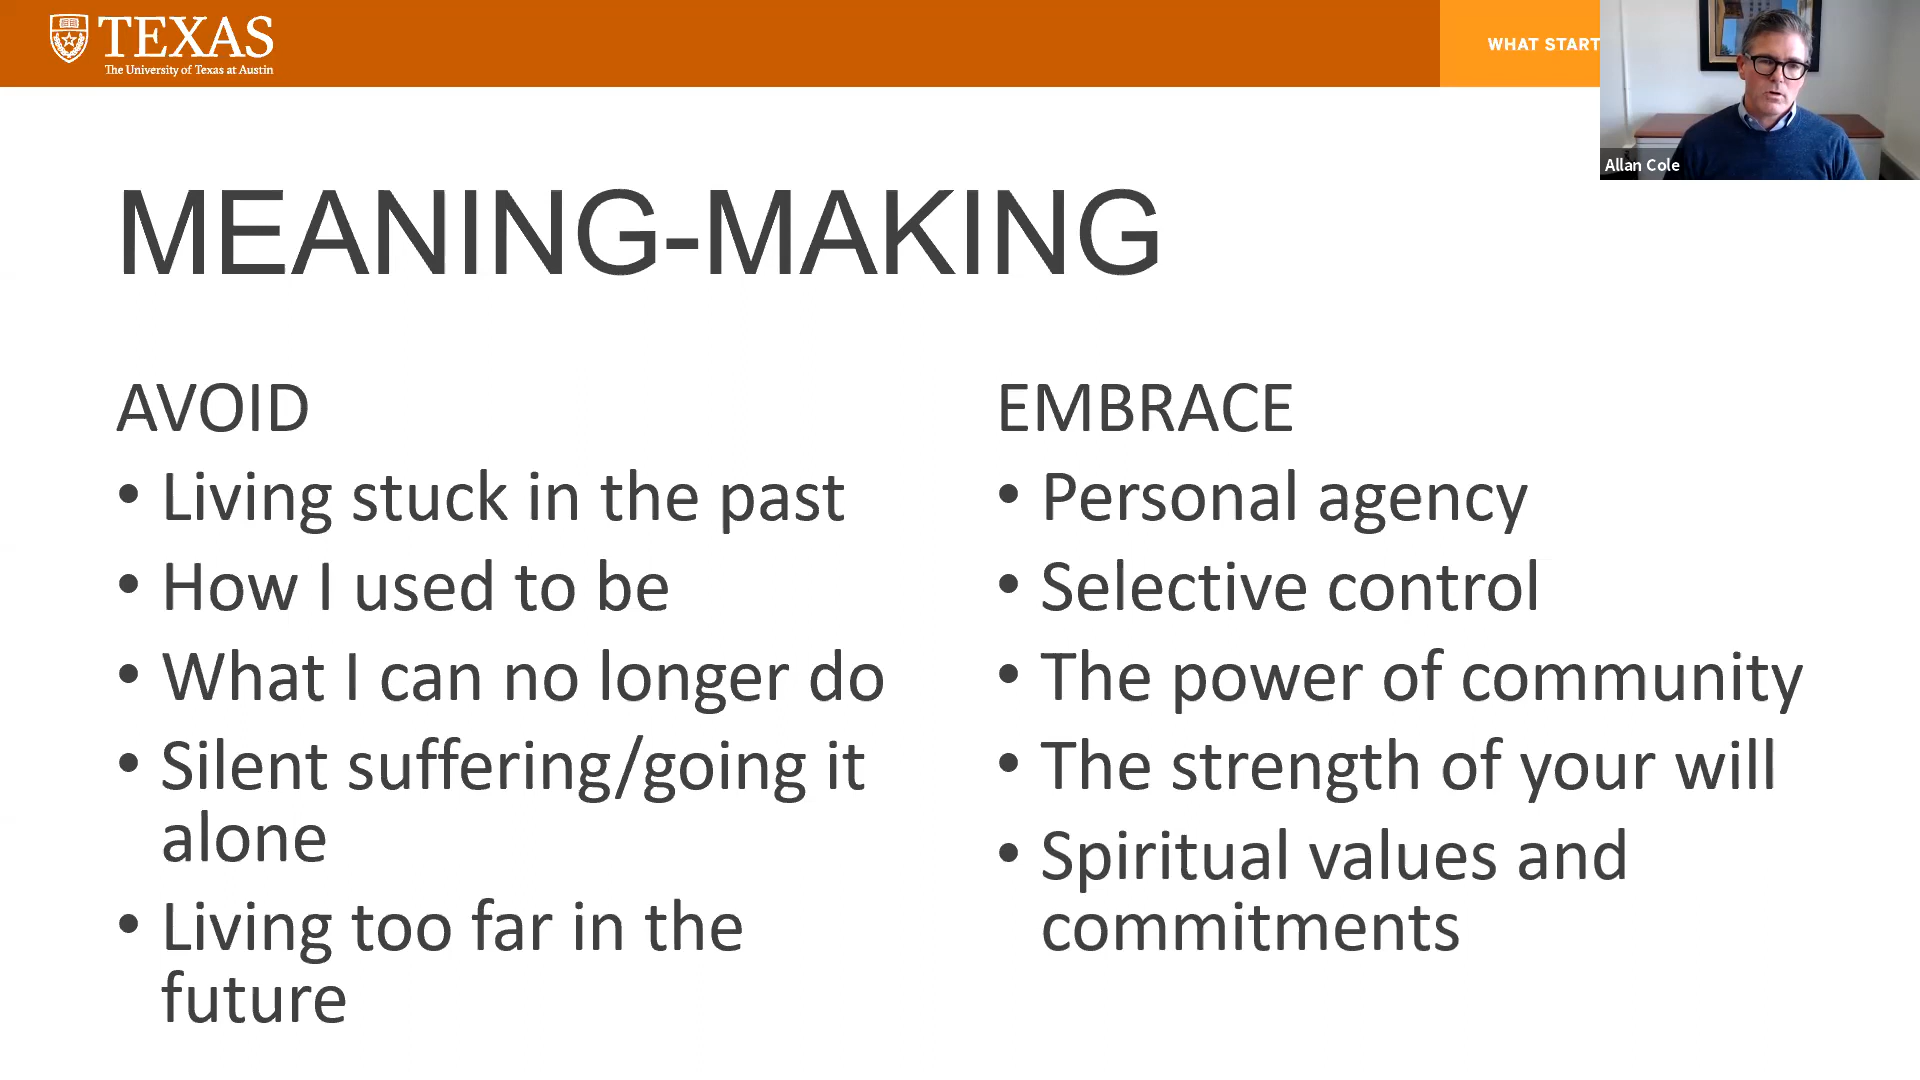 TEXAS
The University of Texas at Austin
WHAT START
Allan Cole
MEANING-MAKING
AVOID
• Living stuck in the past
• How I used to be
• What I can no longer do
• Silent suffering/going it
alone
• Living too far in the
future
EMBRACE
• Personal agency
• Selective control
• The power of community
• The strength of your will
• Spiritual values and
commitments